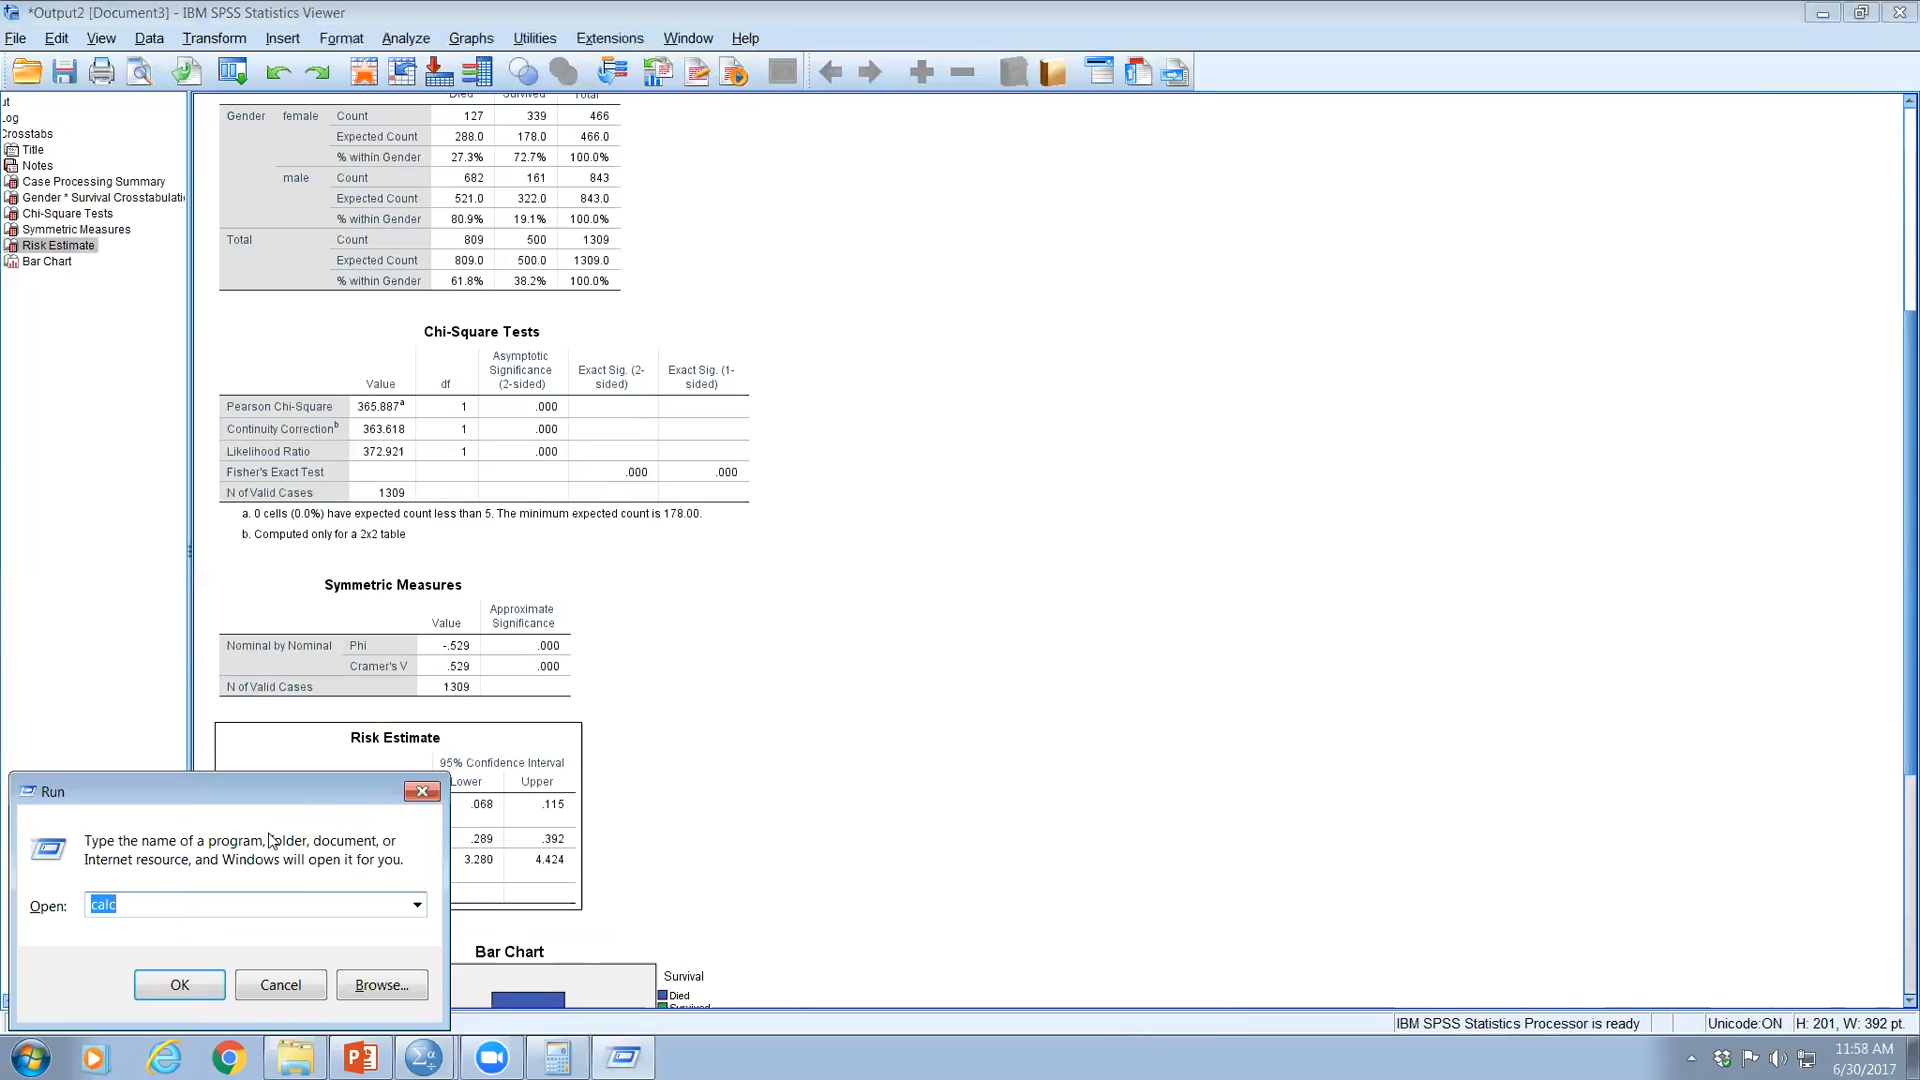 *Output2 [Document3] - IBM SPSS Statistics Viewer
File Edit View Data Transform Insert Format Analyze Graphs Utilities Extensions Window Help
ut
Log
Crosstabs
Title
Notes
Case Processing Summary
Gender * Survival Crosstabulati
Chi-Square Tests
Symmetric Measures
Risk Estimate
Bar Chart
Died Survived Total
Gender female Count 127 339 466
Expected Count 288.0 178.0 466.0
% within Gender 27.3% 72.7% 100.0%
male Count 682 161 843
Expected Count 521.0 322.0 843.0
% within Gender 80.9% 19.1% 100.0%
Total Count 809 500 1309
Expected Count 809.0 500.0 1309.0
% within Gender 61.8% 38.2% 100.0%
Chi-Square Tests
Value df Asymptotic Significance (2-sided) Exact Sig. (2-sided) Exact Sig. (1-sided)
Pearson Chi-Square 365.887a 1 .000
Continuity Correctionb 363.618 1 .000
Likelihood Ratio 372.921 1 .000
Fisher's Exact Test .000 .000
N of Valid Cases 1309
a. 0 cells (0.0%) have expected count less than 5. The minimum expected count is 178.00.
b. Computed only for a 2x2 table
Symmetric Measures
Value Approximate Significance
Nominal by Nominal Phi -.529 .000
Cramer's V .529 .000
N of Valid Cases 1309
Risk Estimate
95% Confidence Interval
Lower Upper
.068 .115
.289 .392
3.280 4.424
Bar Chart
Survival
Died
Survived
Run
Type the name of a program, folder, document, or
Internet resource, and Windows will open it for you.
Open: calc
OK Cancel Browse...
IBM SPSS Statistics Processor is ready Unicode:ON H: 201, W: 392 pt.
11:58 AM
6/30/2017